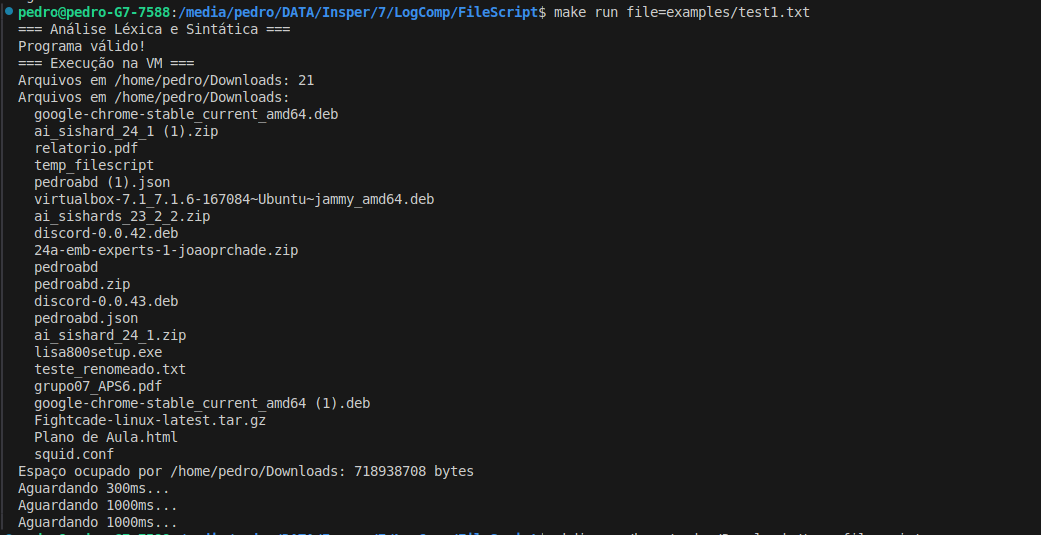 pedro@pedro-G7-7588:/media/pedro/DATA/Insper/7/LogComp/FileScript$ make run file=examples/test1.txt
=== Análise Léxica e Sintática ===
Programa válido!
=== Execução na VM ===
Arquivos em /home/pedro/Downloads: 21
Arquivos em /home/pedro/Downloads:
  google-chrome-stable_current_amd64.deb
  ai_sishard_24_1 (1).zip
  relatorio.pdf
  temp_filescript
  pedroabd (1).json
  virtualbox-7.1_7.1.6-167084~Ubuntu~jammy_amd64.deb
  ai_sishards_23_2_2.zip
  discord-0.0.42.deb
  24a-emb-experts-1-joaoprchade.zip
  pedroabd
  pedroabd.zip
  discord-0.0.43.deb
  pedroabd.json
  ai_sishard_24_1.zip
  lisa800setup.exe
  teste_renomeado.txt
  grupo07_APS6.pdf
  google-chrome-stable_current_amd64 (1).deb
  Fightcade-linux-latest.tar.gz
  Plano de Aula.html
  squid.conf
Espaço ocupado por /home/pedro/Downloads: 718938708 bytes
Aguardando 300ms...
Aguardando 1000ms...
Aguardando 1000ms...